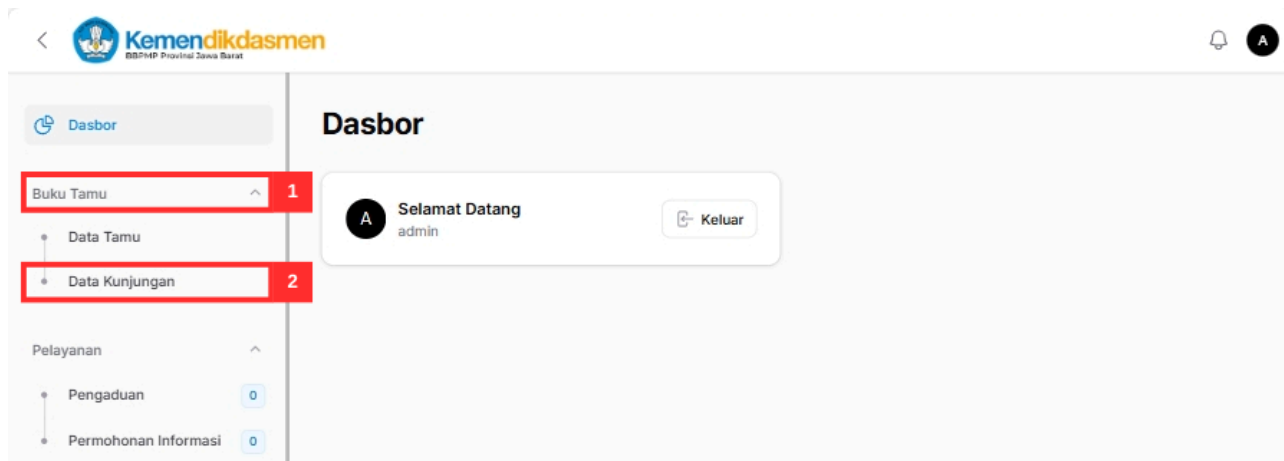 Kemendikdasmen
BBPMP Provinsi Jawa Barat
A
Dasbor
Dasbor
Buku Tamu
1
A
Selamat Datang
admin
Keluar
Data Tamu
Data Kunjungan
2
Pelayanan
Pengaduan
0
Permohonan Informasi
0